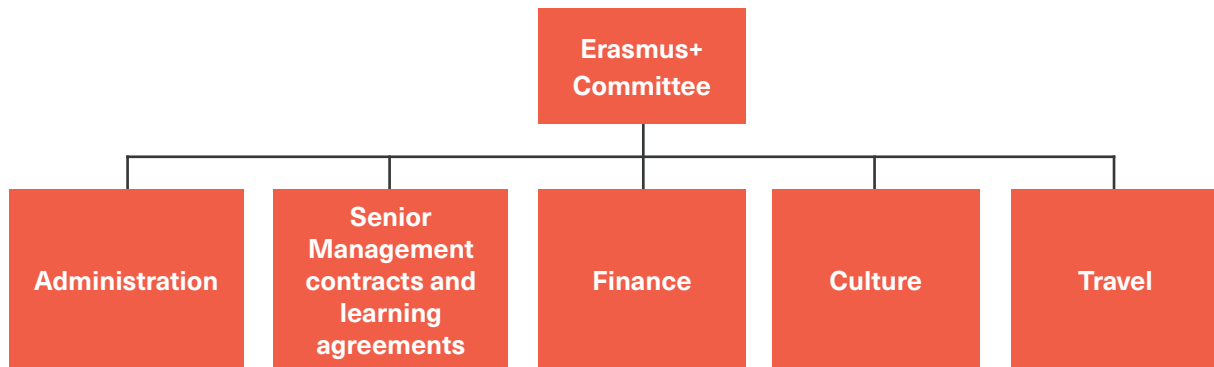 Erasmus+
Committee
Administration
Senior
Management
contracts and
learning
agreements
Finance
Culture
Travel